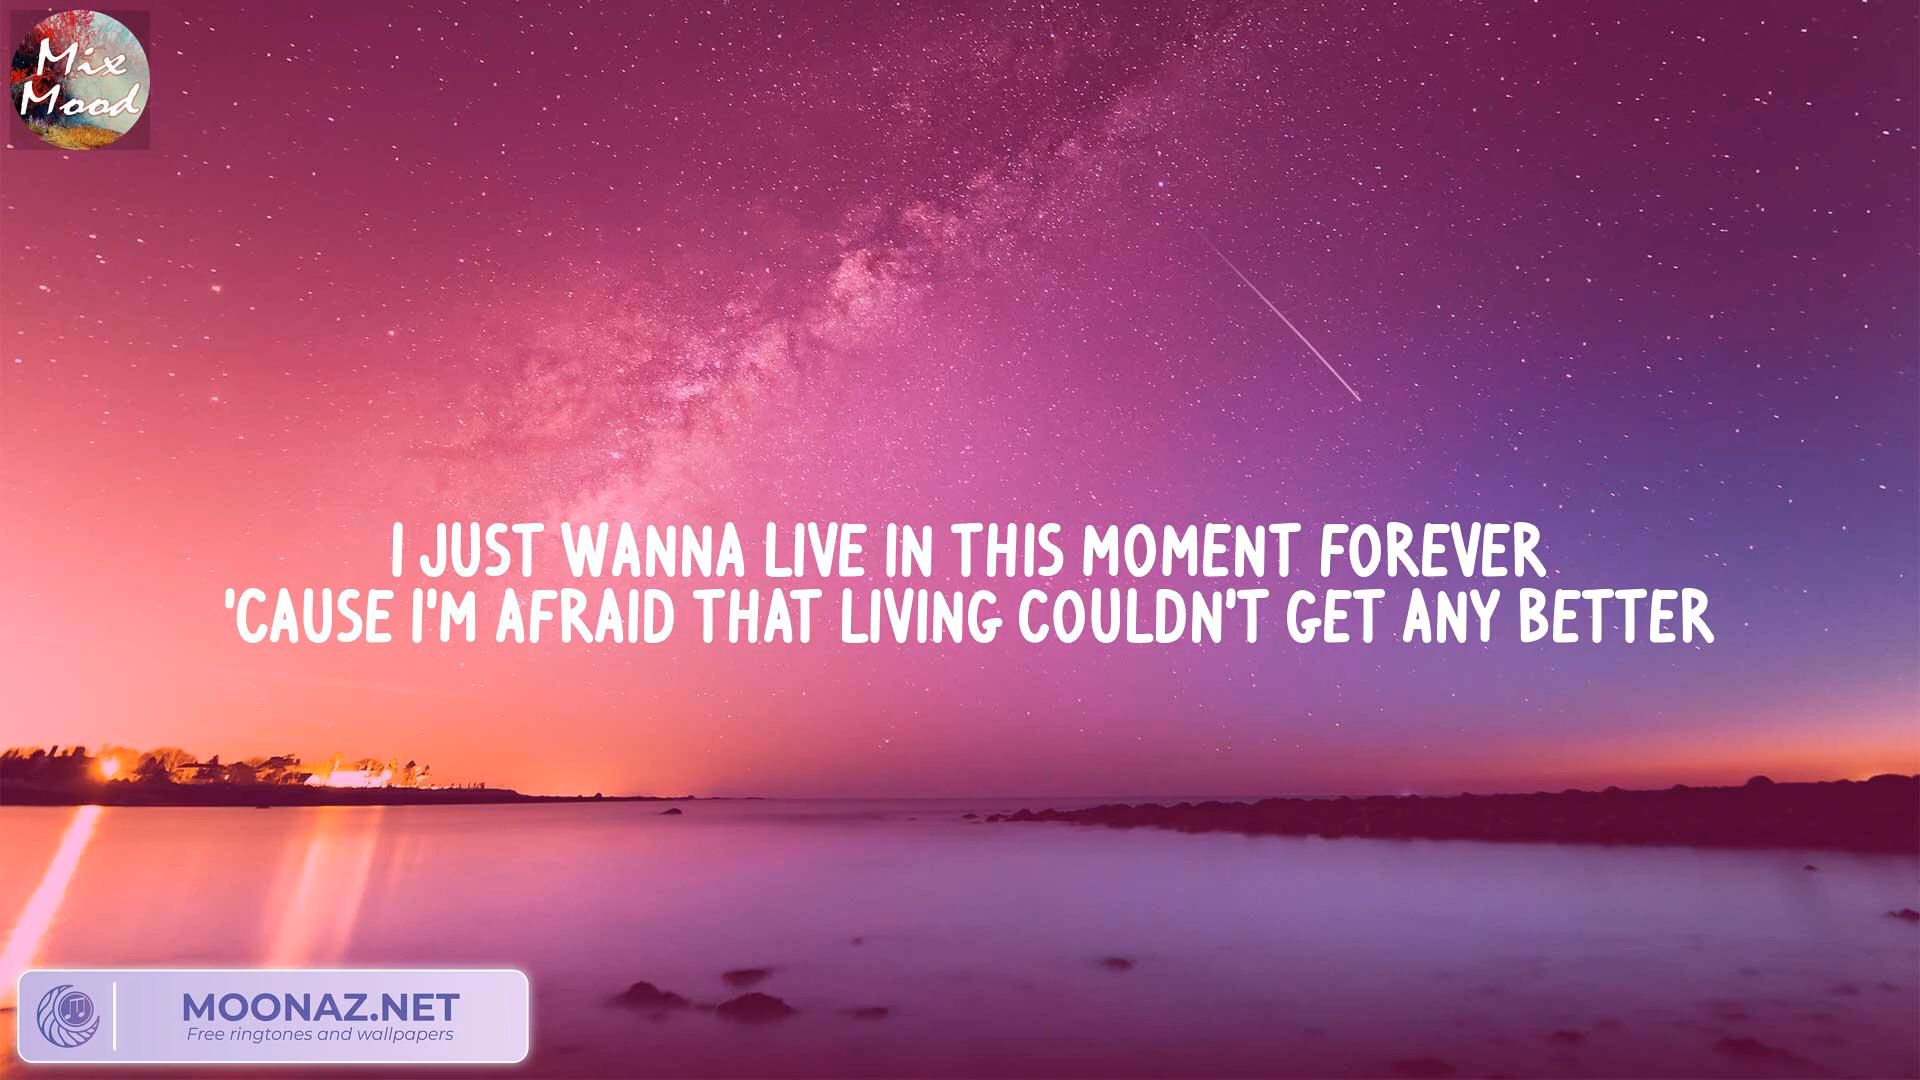 Mix
Mood
I JUST WANNA LIVE IN THIS MOMENT FOREVER
'CAUSE I'M AFRAID THAT LIVING COULDN'T GET ANY BETTER
MOONAZ.NET
Free ringtones and wallpapers